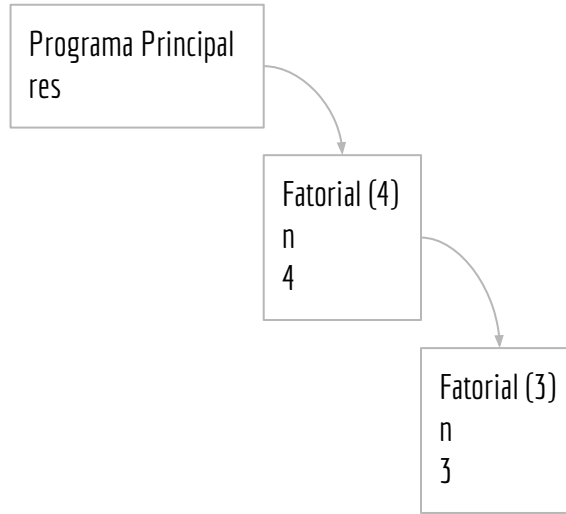 Programa Principal
res
Fatorial (4)
n
4
Fatorial (3)
n
3